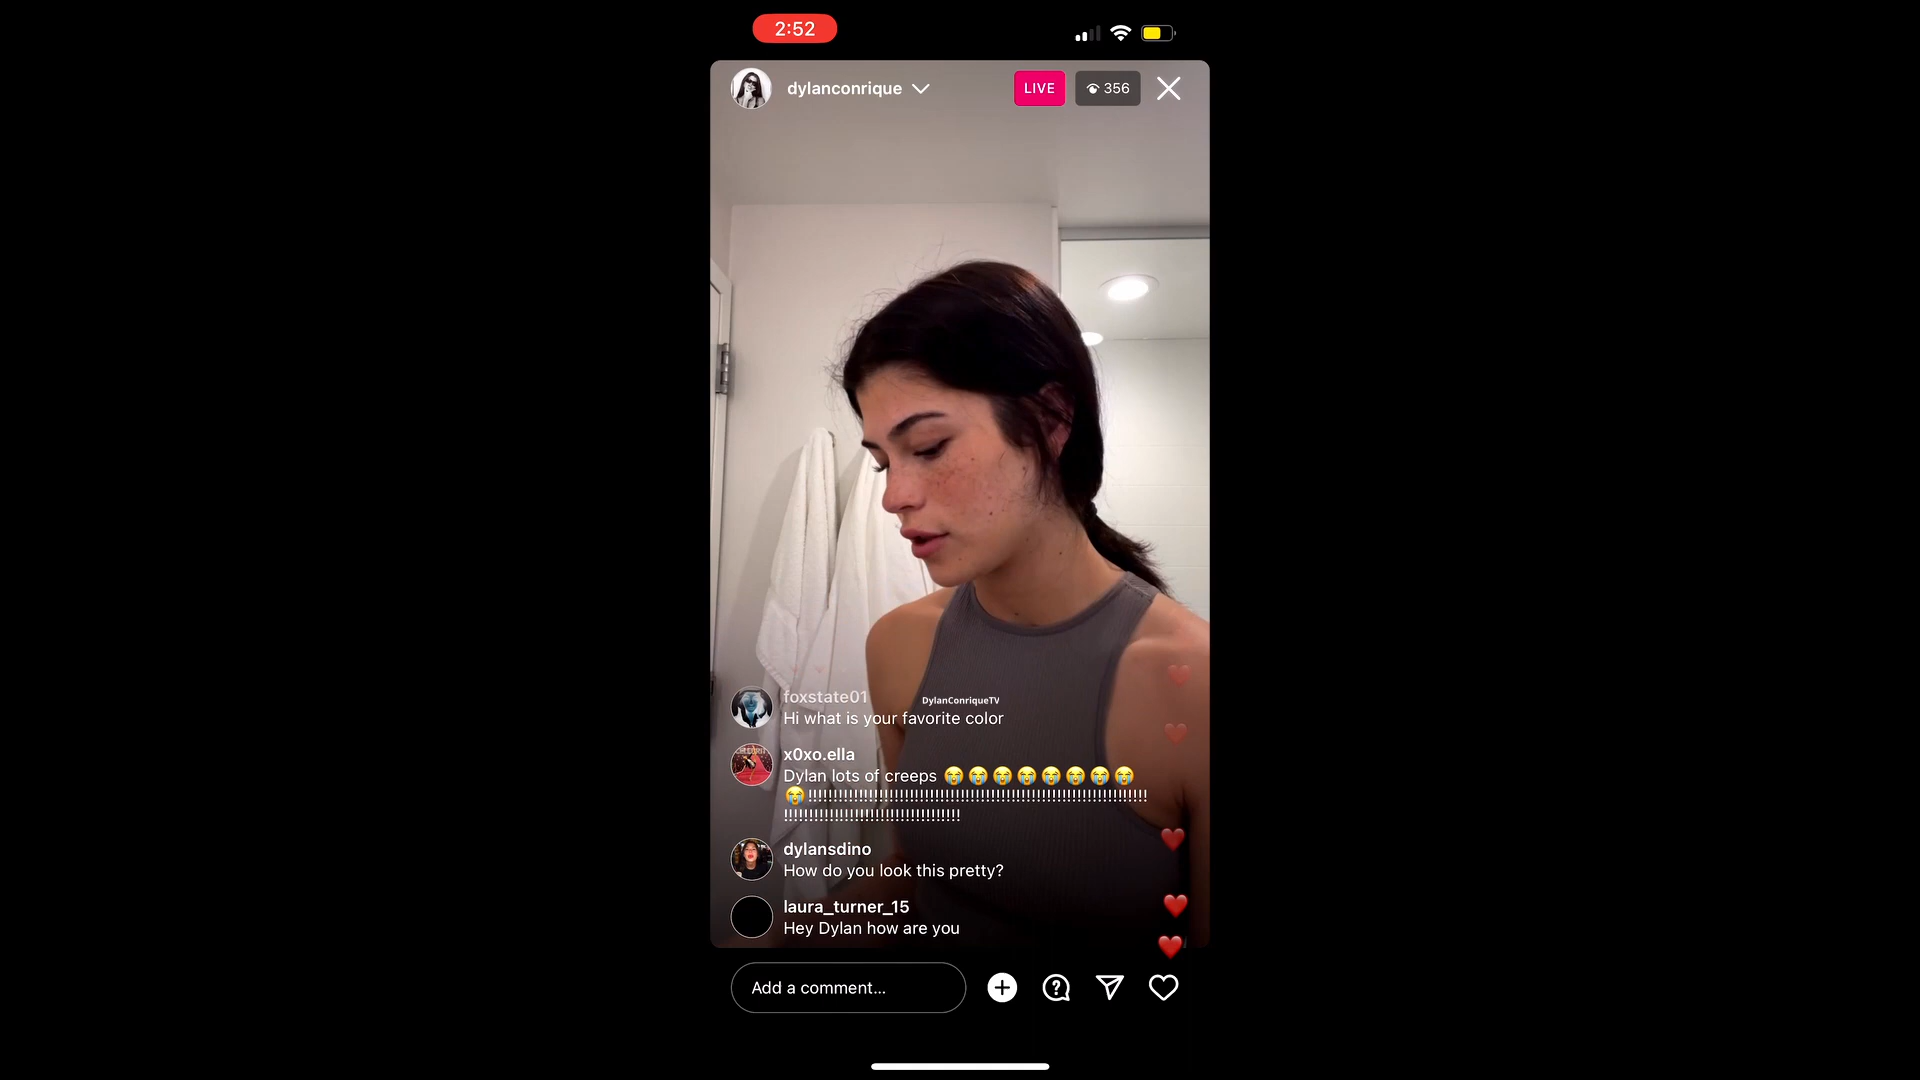 2:52
dylanconrique
LIVE
356
foxstate01
DylanConriqueTV
Hi what is your favorite color
x0xo.ella
Dylan lots of creeps 😭😭😭😭😭😭😭😭
😭!!!!!!!!!!!!!!!!!!!!!!!!!!!!!!!!!!!!!!!!!!!!!!!!!!!!!!!!!!!!!!!!!!!!
!!!!!!!!!!!!!!!!!!!!!!!!!!!!!!!!!!!
dylansdino
How do you look this pretty?
laura_turner_15
Hey Dylan how are you
Add a comment...